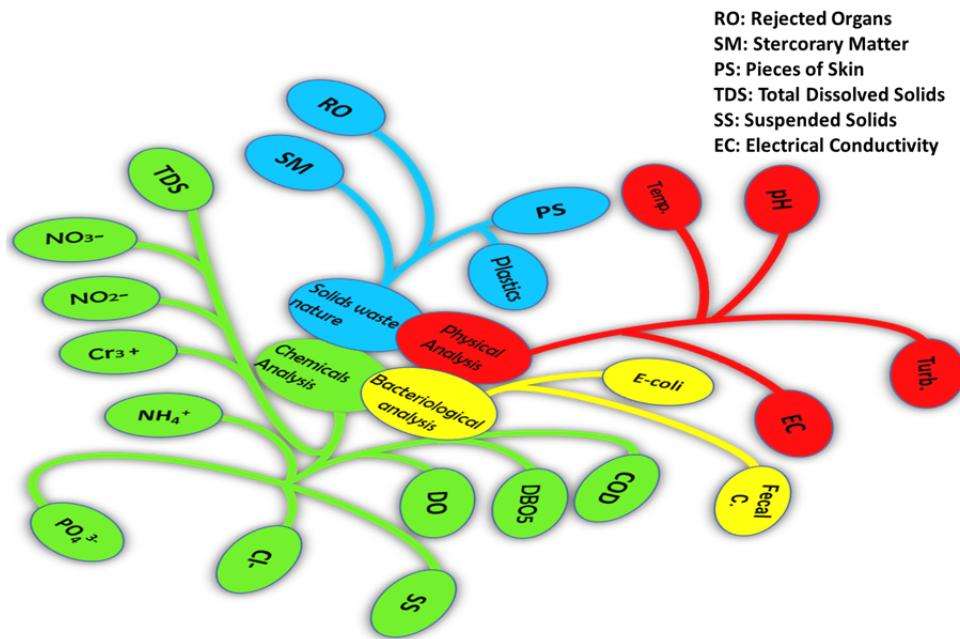 RO: Rejected Organs
SM: Stercorary Matter
PS: Pieces of Skin
TDS: Total Dissolved Solids
SS: Suspended Solids
EC: Electrical Conductivity
RO
SM
PS
Plastics
Solids waste
nature
Temp.
pH
Turb.
EC
Physical
Analysis
TDS
NO₃-
NO₂-
Cr₃+
NH₄⁺
PO₄³⁻
Cl-
SS
DO
DBO5
COD
Chemicals
Analysis
Bacteriological
analysis
E-coli
Fecal
C.